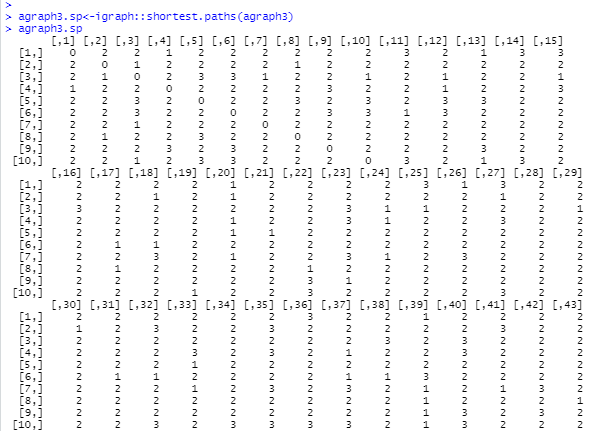 >
> agraph3.sp<-igraph::shortest.paths(agraph3)
> agraph3.sp
[,1] [,2] [,3] [,4] [,5] [,6] [,7] [,8] [,9] [,10] [,11] [,12] [,13] [,14] [,15]
[1,] 0 2 2 1 2 2 2 2 2 2 3 2 1 3 3
[2,] 2 0 1 2 2 2 2 1 2 2 2 2 2 2 2
[3,] 2 1 0 2 3 3 1 2 2 1 2 1 2 2 1
[4,] 1 2 2 0 2 2 2 2 3 2 2 1 2 2 3
[5,] 2 2 3 2 0 2 2 3 2 3 2 3 3 2 2
[6,] 2 2 3 2 2 0 2 2 3 3 1 3 2 2 2
[7,] 2 2 1 2 2 2 0 2 2 2 2 2 2 2 2
[8,] 2 1 2 2 3 2 2 0 2 2 2 2 2 2 2
[9,] 2 2 2 3 2 3 2 2 0 2 2 2 3 2 2
[10,] 2 2 1 2 3 3 2 2 2 0 3 2 1 3 2
[,16] [,17] [,18] [,19] [,20] [,21] [,22] [,23] [,24] [,25] [,26] [,27] [,28] [,29]
[1,] 2 2 2 2 1 2 2 2 2 3 1 3 2 2
[2,] 2 2 1 2 1 2 2 2 2 2 2 1 2 2
[3,] 3 2 2 2 2 2 2 3 1 1 2 2 2 1
[4,] 2 2 2 2 1 2 2 3 1 2 2 3 2 2
[5,] 2 2 2 2 1 1 2 2 2 2 2 2 2 2
[6,] 2 1 1 2 2 2 2 2 2 2 2 2 2 2
[7,] 2 2 3 2 1 2 2 3 1 2 3 2 2 2
[8,] 2 1 2 2 2 2 1 2 2 2 2 2 2 2
[9,] 2 2 2 2 2 2 2 3 1 2 2 2 2 2
[10,] 2 2 2 1 2 2 2 3 2 2 3 2 2 2
[,30] [,31] [,32] [,33] [,34] [,35] [,36] [,37] [,38] [,39] [,40] [,41] [,42] [,43]
[1,] 2 2 2 2 2 2 3 2 2 1 2 2 2 2
[2,] 1 2 3 2 2 3 2 2 2 2 2 3 2 2
[3,] 2 2 2 2 2 2 2 2 3 2 3 2 2 2
[4,] 2 2 2 3 2 3 2 1 2 2 3 2 2 2
[5,] 2 2 2 1 2 2 2 2 2 2 2 2 2 2
[6,] 2 1 1 2 2 2 2 1 1 3 2 2 2 2
[7,] 2 2 2 1 2 3 2 3 2 1 2 1 3 2
[8,] 2 2 2 2 2 2 2 2 2 1 2 2 2 1
[9,] 2 2 2 2 2 2 2 2 2 1 3 2 3 2
[10,] 2 2 3 2 3 3 3 3 2 1 3 2 2 2